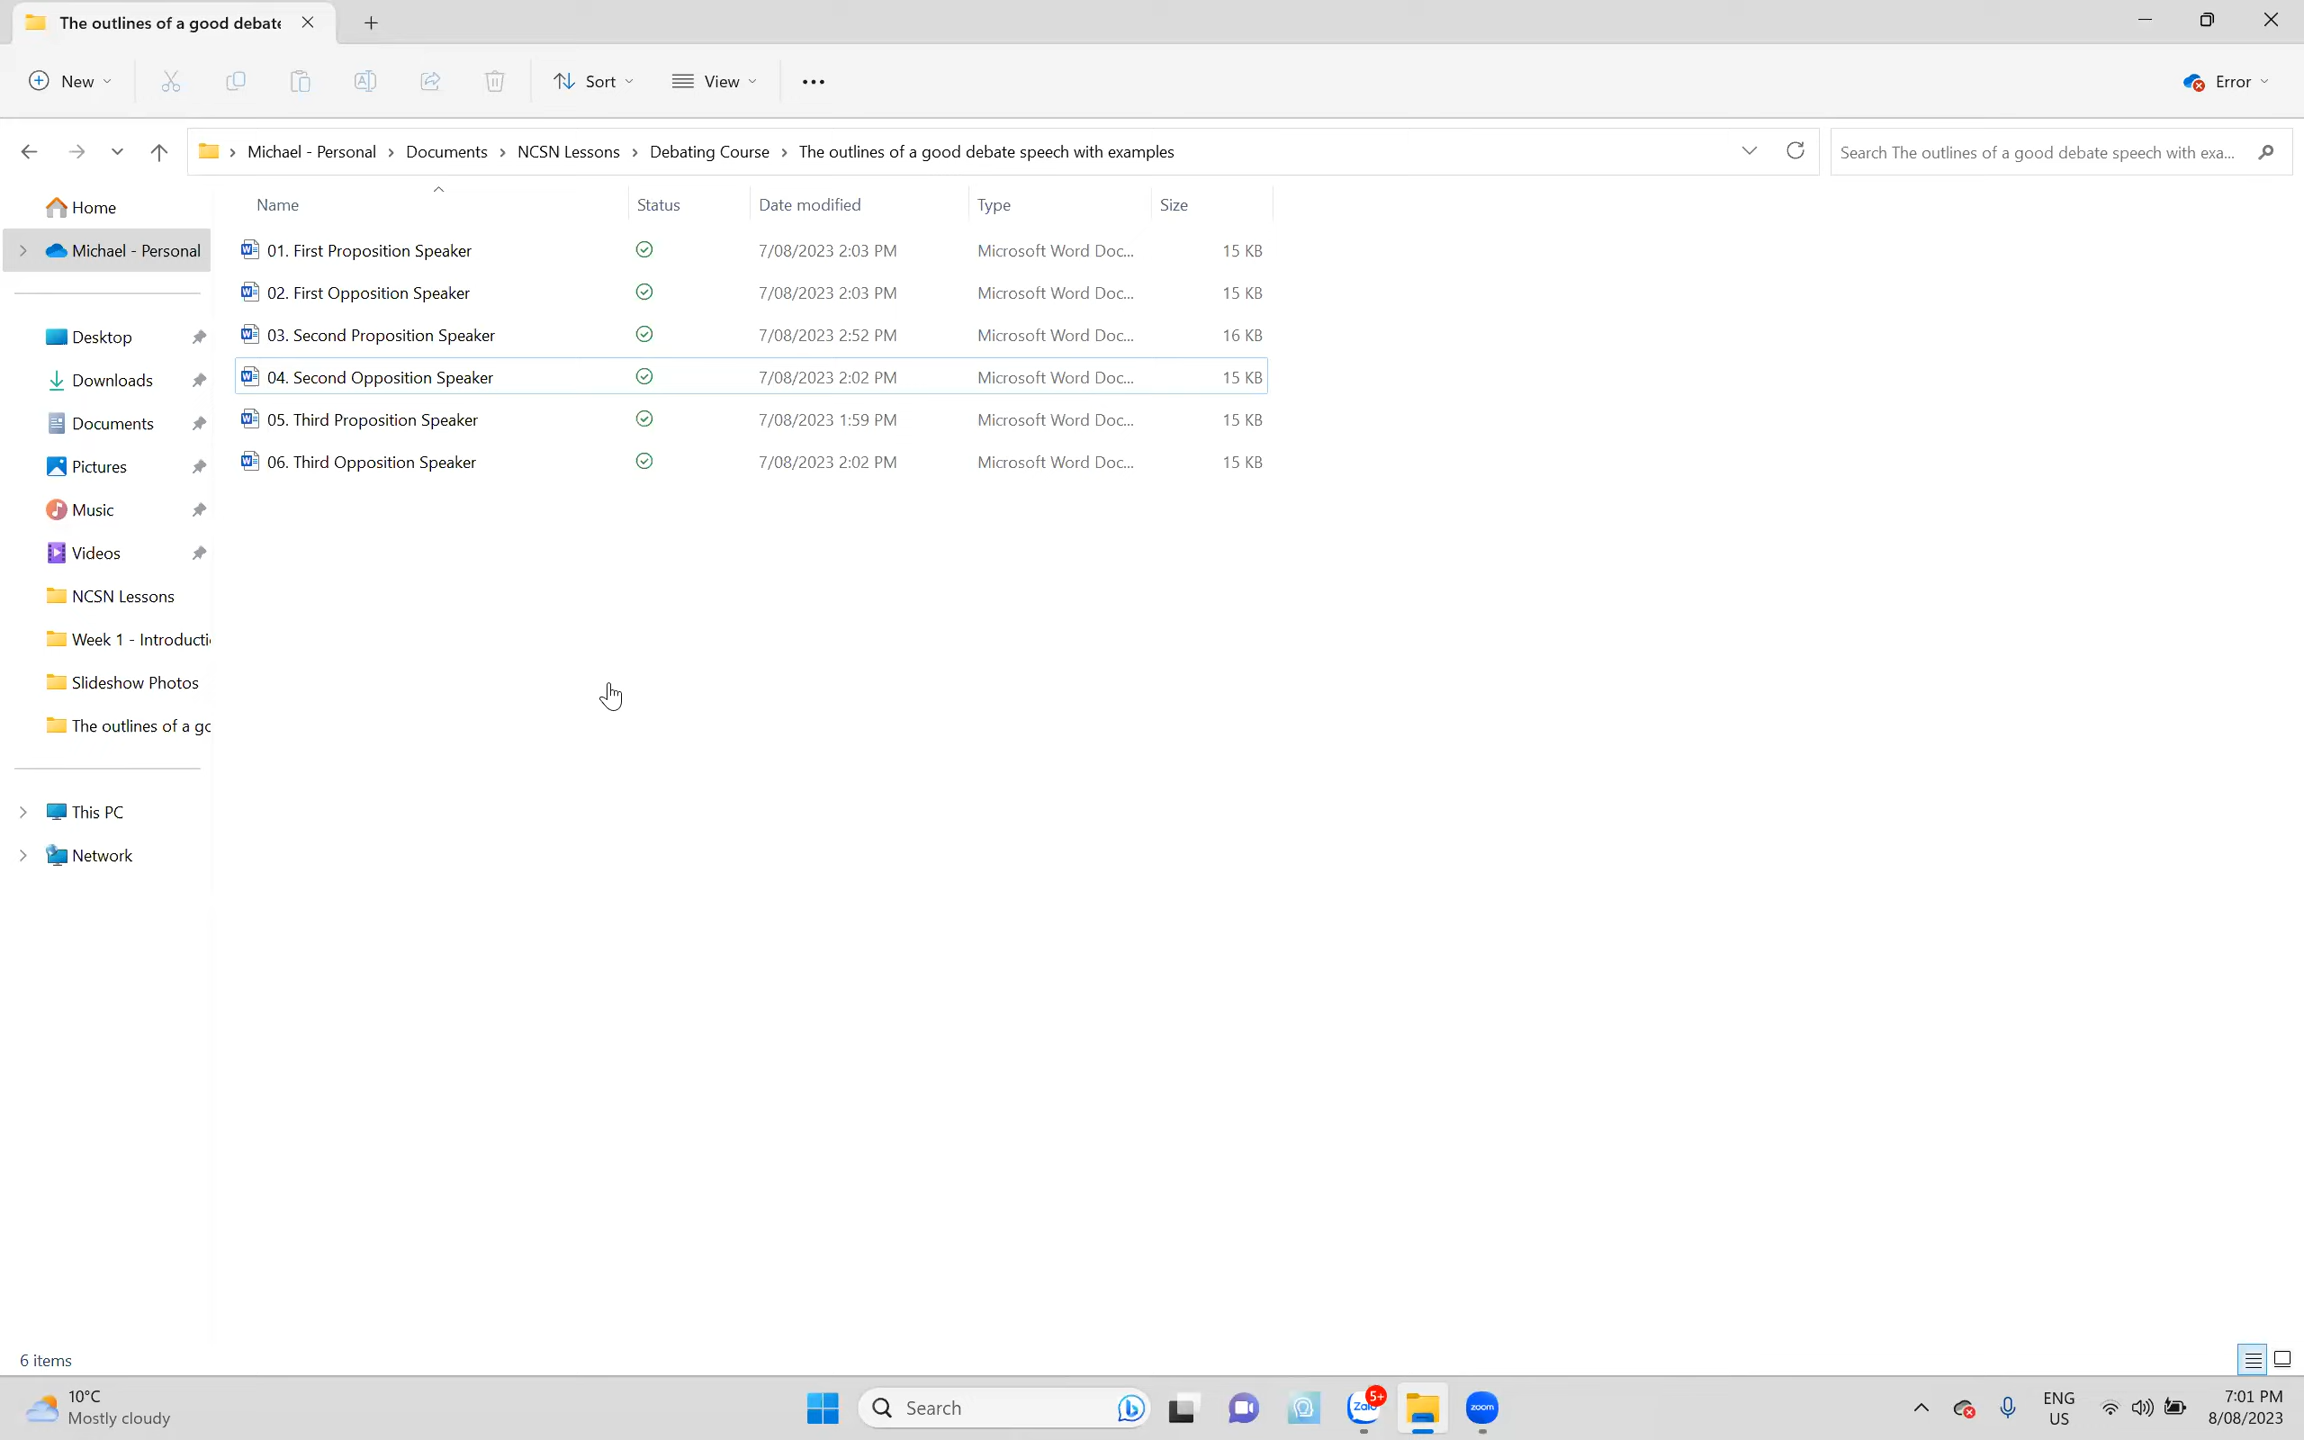 The outlines of a good debate
New
Sort
View
Error
Michael - Personal > Documents > NCSN Lessons > Debating Course > The outlines of a good debate speech with examples
Search The outlines of a good debate speech with exa...
Name Status Date modified Type Size
01. First Proposition Speaker 7/08/2023 2:03 PM Microsoft Word Doc... 15 KB
02. First Opposition Speaker 7/08/2023 2:03 PM Microsoft Word Doc... 15 KB
03. Second Proposition Speaker 7/08/2023 2:52 PM Microsoft Word Doc... 16 KB
04. Second Opposition Speaker 7/08/2023 2:02 PM Microsoft Word Doc... 15 KB
05. Third Proposition Speaker 7/08/2023 1:59 PM Microsoft Word Doc... 15 KB
06. Third Opposition Speaker 7/08/2023 2:02 PM Microsoft Word Doc... 15 KB
Home
Michael - Personal
Desktop
Downloads
Documents
Pictures
Music
Videos
NCSN Lessons
Week 1 - Introducti
Slideshow Photos
The outlines of a go
This PC
Network
6 items
10°C
Mostly cloudy
Search
Zalo
5+
zoom
ENG
US
7:01 PM
8/08/2023